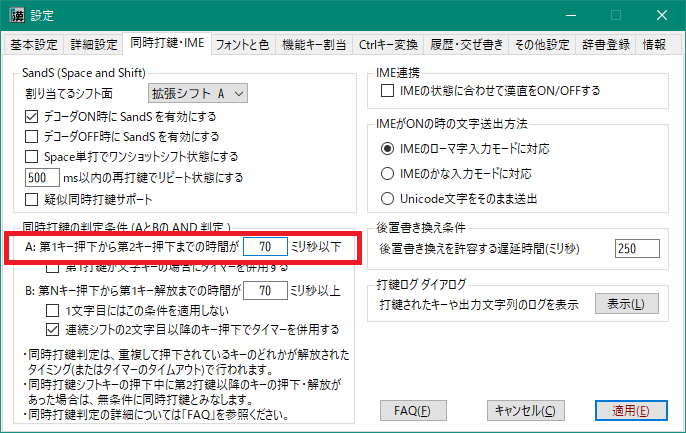 設定
基本設定 詳細設定 同時打鍵・IME フォントと色 機能キー割当 Ctrlキー変換 履歴・交ぜ書き その他設定 辞書登録 情報
SandS (Space and Shift)
割り当てるシフト面 拡張シフト A
デコーダON時に SandS を有効にする
デコーダOFF時に SandS を有効にする
Space単打でワンショットシフト状態にする
500 ms以内の再打鍵でリピート状態にする
疑似同時打鍵サポート
同時打鍵の判定条件 (AとBの AND 判定 )
A: 第1キー押下から第2キー押下までの時間が 70 ミリ秒以下
第1打鍵が文字キーの場合にタイマーを併用する
B: 第Nキー押下から第1キー解放までの時間が 70 ミリ秒以上
1文字目にはこの条件を適用しない
連続シフトの2文字目以降のキー押下でタイマーを併用する
・同時打鍵判定は、重複して押下されているキーのどれかが解放された
タイミング(またはタイマーのタイムアウト)で行われます。
・同時打鍵シフトキーの押下中に第2打鍵以降のキーの押下・解放が
あった場合は、無条件に同時打鍵とみなします。
・同時打鍵判定の詳細については「FAQ」を参照ください。
IME連携
IMEの状態に合わせて漢直をON/OFFする
IMEがONの時の文字送出方法
IMEのローマ字入力モードに対応
IMEのかな入力モードに対応
Unicode文字をそのまま送出
後置書き換え条件
後置書き換えを許容する遅延時間(ミリ秒) 250
打鍵ログ ダイアログ
打鍵されたキーや出力文字列のログを表示 表示(L)
FAQ(F) キャンセル(C) 適用(E)